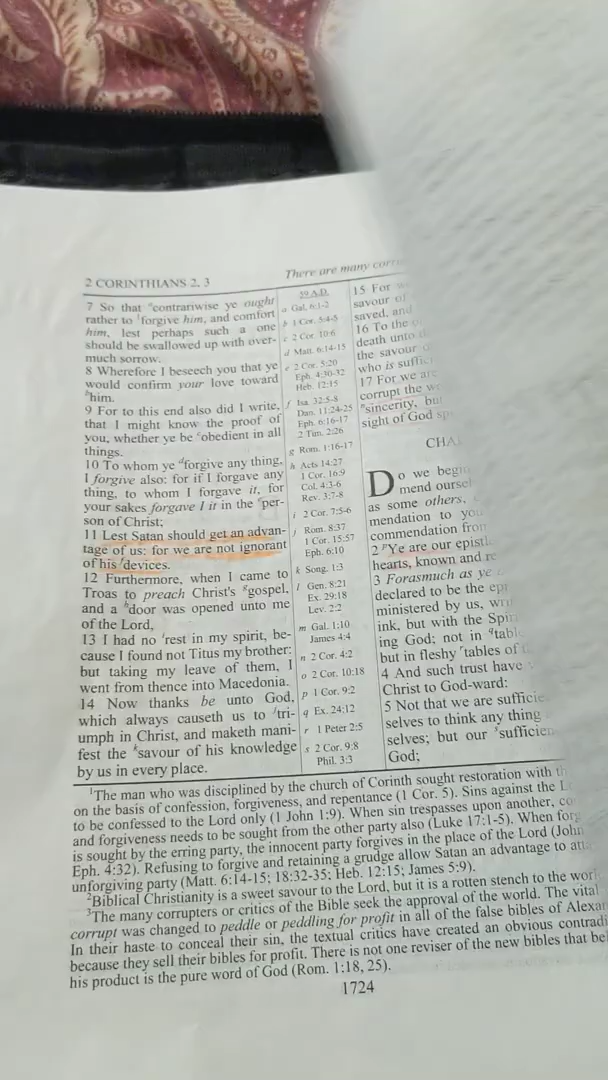 2 CORINTHIANS 2, 3
There are many
7 So that contrariwise ye ought
rather to forgive him, and comfort
him, lest perhaps such a one
should be swallowed up with over-
much sorrow.
8 Wherefore I beseech you that ye
would confirm your love toward
him.
9 For to this end also did I write,
that I might know the proof of
you, whether ye be obedient in all
things.
10 To whom ye forgive any thing,
I forgive also: for if I forgave any
thing, to whom I forgave it, for
your sakes forgave I it in the per-
son of Christ;
11 Lest Satan should get an advan-
tage of us: for we are not ignorant
of his devices.
12 Furthermore, when I came to
Troas to preach Christ's gospel,
and a door was opened unto me
of the Lord,
13 I had no rest in my spirit, be-
cause I found not Titus my brother:
but taking my leave of them, I
went from thence into Macedonia.
14 Now thanks be unto God,
which always causeth us to tri-
umph in Christ, and maketh mani-
fest the savour of his knowledge
by us in every place.
59 A.D.
a Gal. 6:1-2
b 1 Cor. 5:4-5
c 2 Cor. 10:6
d Matt. 6:14-15
e 2 Cor. 5:20
Eph. 4:30-32
Heb. 12:15
f Isa. 32:5-8
Dan. 11:24-25
Eph. 6:16-17
2 Tim. 2:26
g Rom. 1:16-17
h Acts 14:27
1 Cor. 16:9
Col. 4:3-6
Rev. 3:7-8
i 2 Cor. 7:5-6
j Rom. 8:37
1 Cor. 15:57
Eph. 6:10
k Song. 1:3
l Gen. 8:21
Ex. 29:18
Lev. 2:2
m Gal. 1:10
James 4:4
n 2 Cor. 4:2
o 2 Cor. 10:18
p 1 Cor. 9:2
q Ex. 24:12
r 1 Peter 2:5
s 2 Cor. 9:8
Phil. 3:3
15 For
savour of
saved, and
16 To the
death unto
the savour
who is
17 For we are
corrupt the
sincerity, but
sight of God
Do we
mend
as some others,
mendation to
commendation from
2 Ye are our
hearts, known and
3 Forasmuch as ye
declared to be the
ministered by us,
ink, but with the
ing God; not in
but in fleshy tables of
4 And such trust have
Christ to God-ward:
5 Not that we are
selves to think any thing
selves; but our
God;
¹The man who was disciplined by the church of Corinth sought restoration with
on the basis of confession, forgiveness, and repentance (1 Cor. 5). Sins against the
to be confessed to the Lord only (1 John 1:9). When sin trespasses upon another,
and forgiveness needs to be sought from the other party also (Luke 17:1-5). When
is sought by the erring party, the innocent party forgives in the place of the Lord (John
Eph. 4:32). Refusing to forgive and retaining a grudge allow Satan an advantage to
unforgiving party (Matt. 6:14-15; 18:32-35; Heb. 12:15; James 5:9).
²Biblical Christianity is a sweet savour to the Lord, but it is a rotten stench to the
³The many corrupters or critics of the Bible seek the approval of the world. The vital
corrupt was changed to peddle or peddling for profit in all of the false bibles of
In their haste to conceal their sin, the textual critics have created an obvious
because they sell their bibles for profit. There is not one reviser of the new bibles that
his product is the pure word of God (Rom. 1:18, 25).
1724